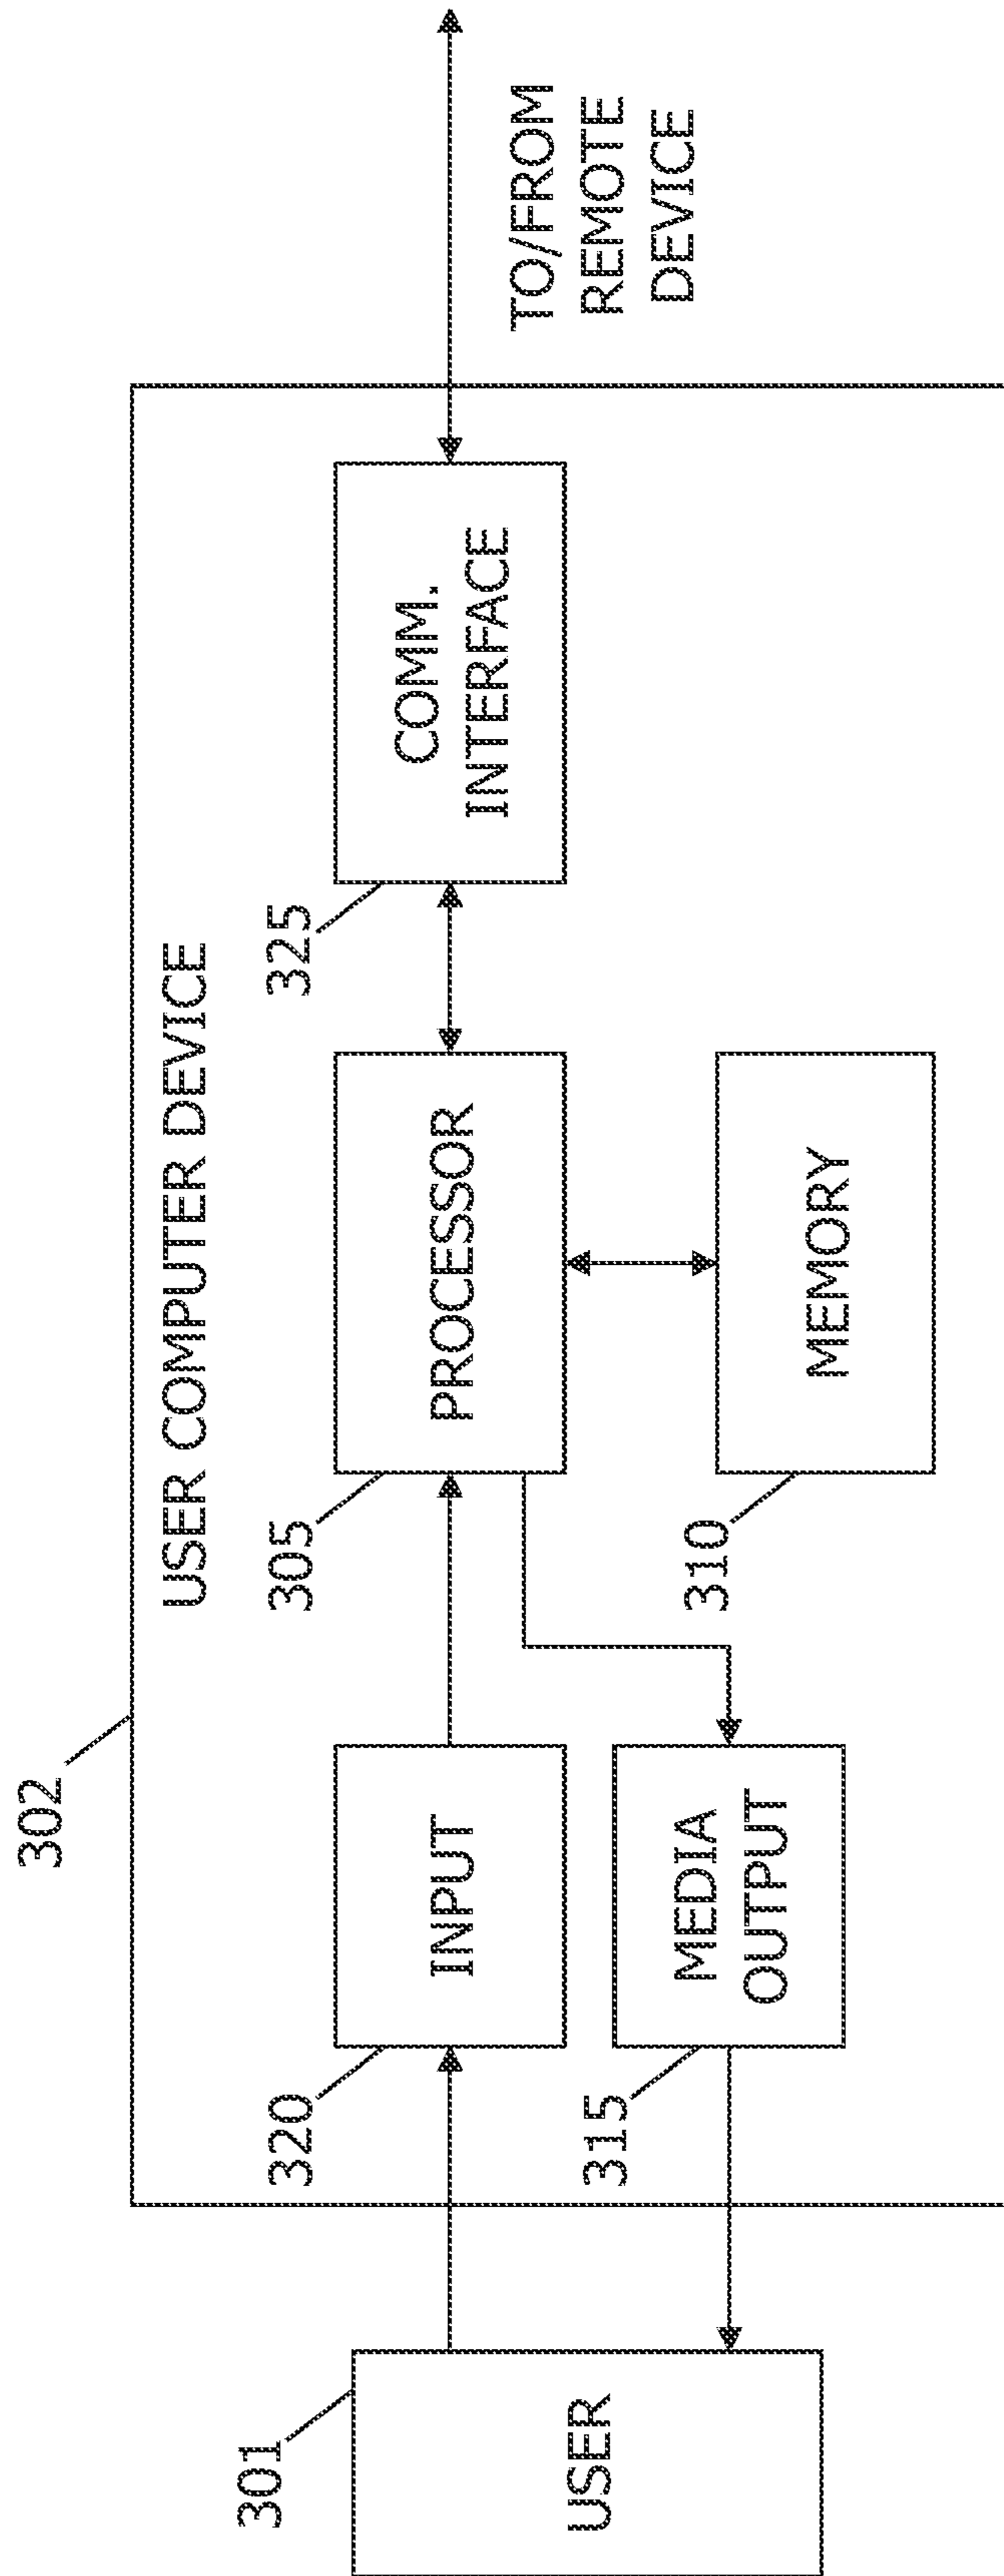 302
USER COMPUTER DEVICE
301
USER
320
INPUT
305
PROCESSOR
325
COMM.
INTERFACE
TO/FROM
REMOTE
DEVICE
315
MEDIA
OUTPUT
310
MEMORY